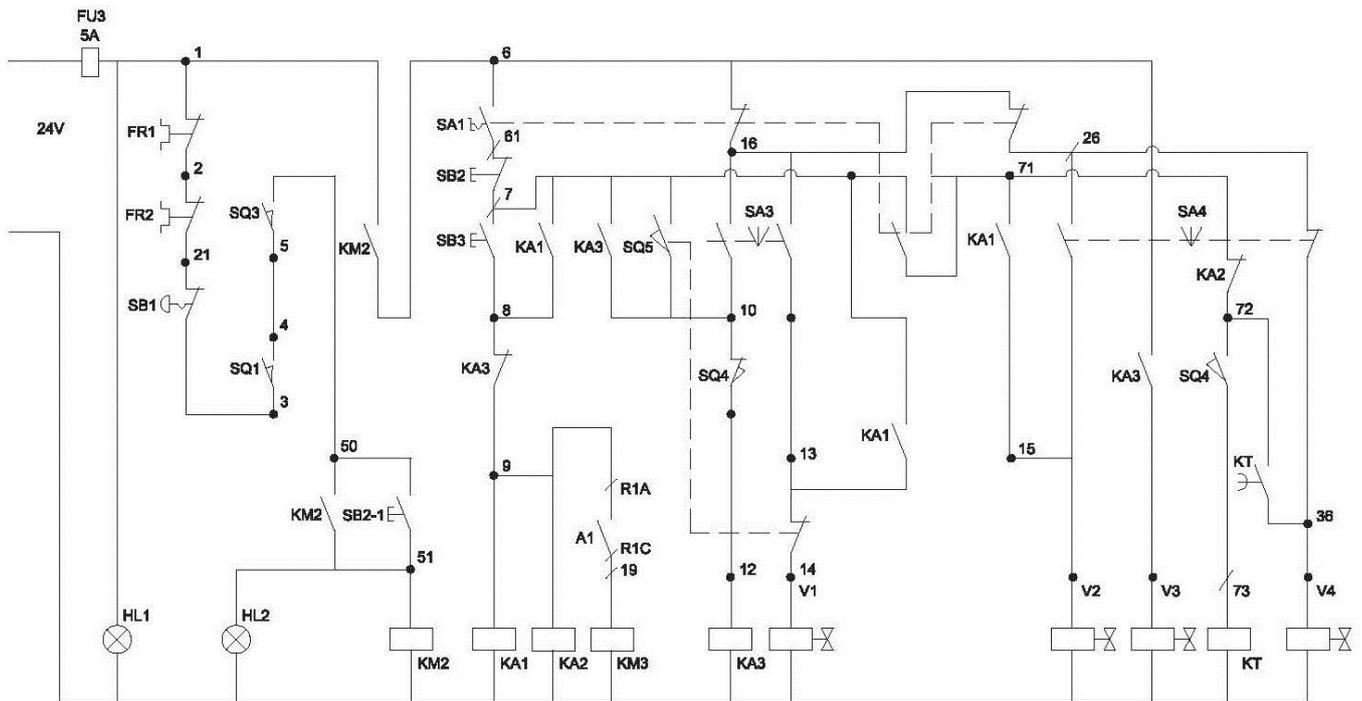 FU3
5A
1
6
24V
FR1
SA1
61
16
26
2
SB2
71
7
FR2
SQ3
SA3
SA4
21
5
KM2
SB3
KA1
KA3
SQ5
KA1
KA2
SB1
8
10
72
4
SQ1
KA3
SQ4
KA3
SQ4
3
KA1
50
9
13
15
KT
R1A
KM2
SB2-1
A1
36
R1C
51
19
12
14
V1
V2
V3
73
V4
HL1
HL2
KM2
KA1
KA2
KM3
KA3
KT